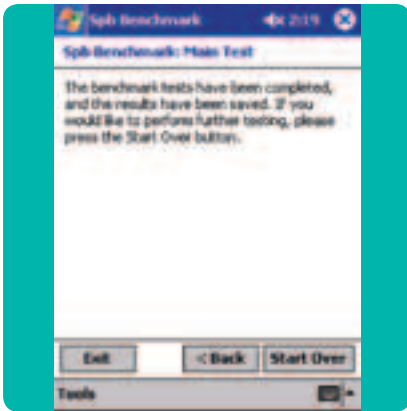 Spb Benchmark 2:19
Spb Benchmark: Main Test
The benchmark tests have been completed,
and the results have been saved. If you
would like to perform further testing, please
press the Start Over button.
Exit < Back Start Over
Tools